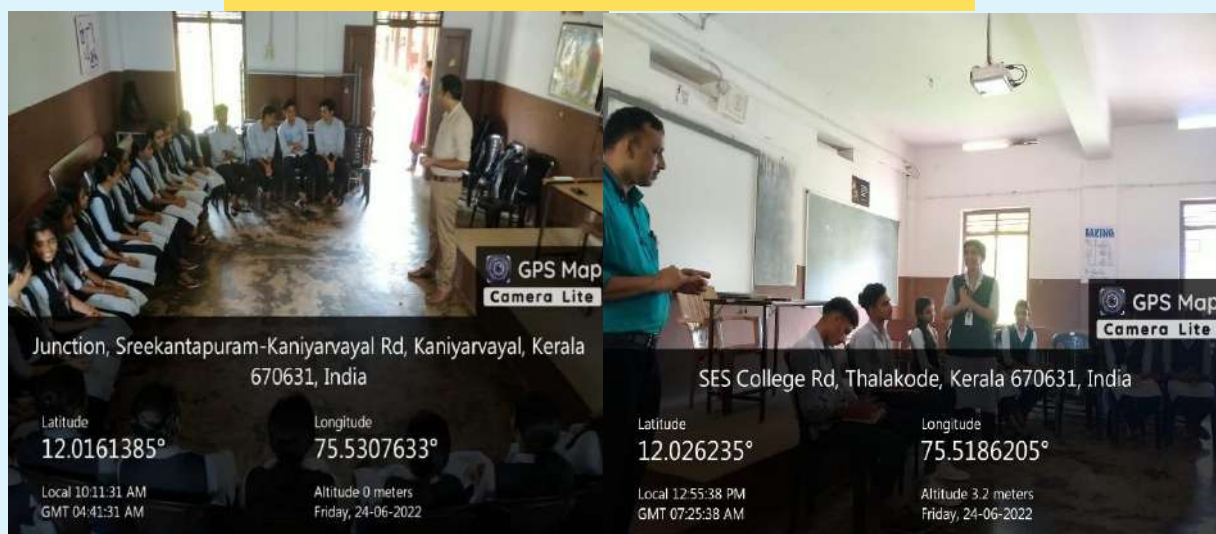 GPS Map
Camera Lite
Junction, Sreekantapuram-Kaniyarvayal Rd, Kaniyarvayal, Kerala
670631, India
Latitude
12.0161385°
Longitude
75.5307633°
Local 10:11:31 AM
GMT 04:41:31 AM
Altitude 0 meters
Friday, 24-06-2022
GPS Map
Camera Lite
SES College Rd, Thalakode, Kerala 670631, India
Latitude
12.026235°
Longitude
75.5186205°
Local 12:55:38 PM
GMT 07:25:38 AM
Altitude 3.2 meters
Friday, 24-06-2022